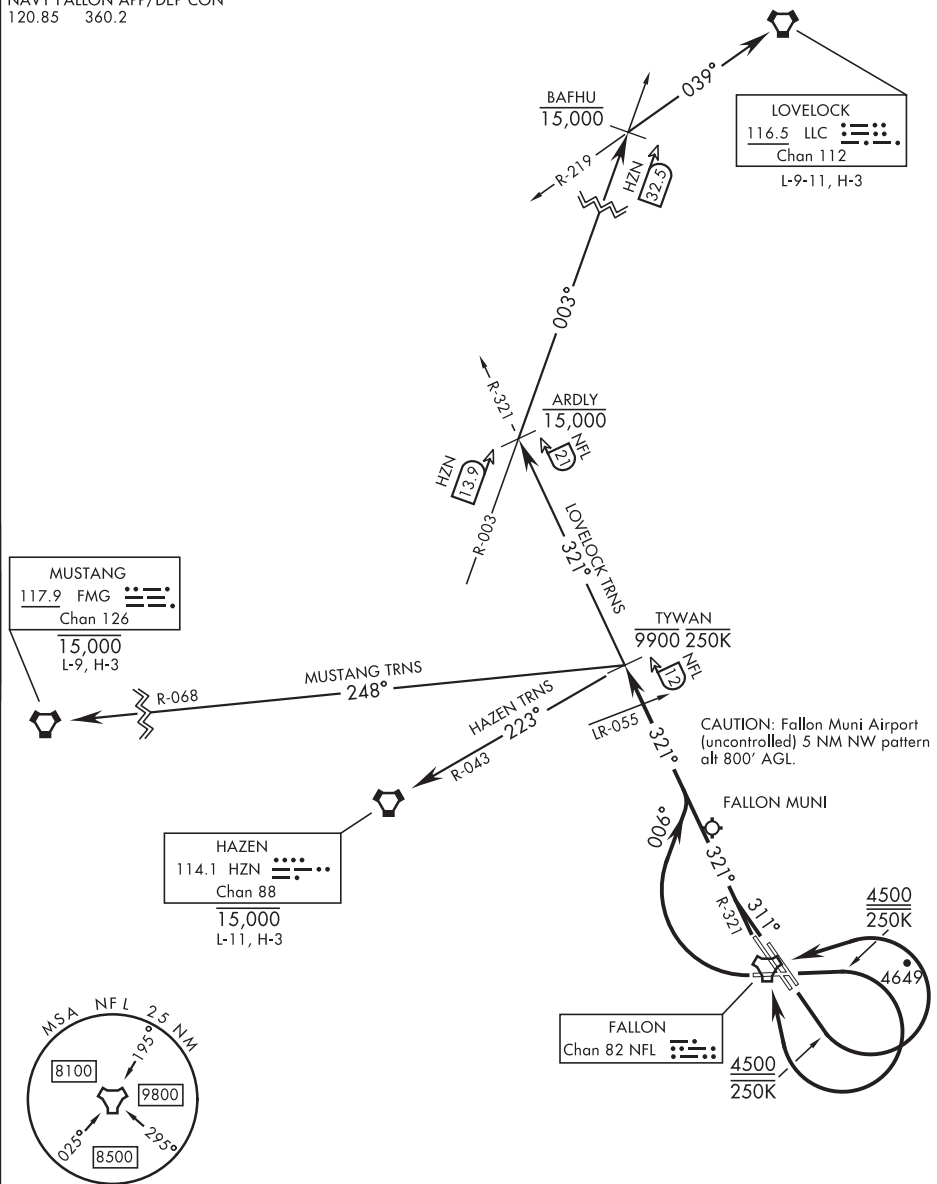 NAVY FALLON APP/DEP CON
120.85 360.2
039°
BAFHU
15,000
LOVELOCK
116.5 LLC
Chan 112
L-9-11, H-3
R-219
HZN
32.5
003°
R-321
ARDLY
15,000
NFL
21
HZN
13.9
R-003
LOVELOCK TRNS
321°
MUSTANG
117.9 FMG
Chan 126
15,000
L-9, H-3
TYWAN
9900 250K
NFL
12
MUSTANG TRNS
R-068
248°
HAZEN TRNS
223°
R-043
LR-055
321°
CAUTION: Fallon Muni Airport
(uncontrolled) 5 NM NW pattern
alt 800' AGL.
FALLON MUNI
006°
321°
HAZEN
114.1 HZN
Chan 88
15,000
L-11, H-3
R-321
311°
4500
250K
4649
FALLON
Chan 82 NFL
4500
250K
MSA NFL 25 NM
195°
8100
9800
025°
295°
8500